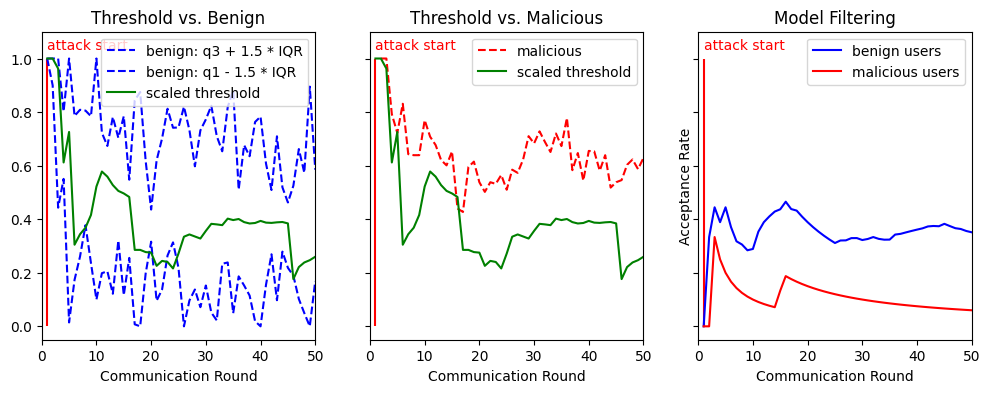 Threshold vs. Benign
attack start
benign: q3 + 1.5 * IQR
benign: q1 - 1.5 * IQR
scaled threshold
1.0
0.8
0.6
0.4
0.2
0.0
0
10
20
30
40
50
Communication Round
Threshold vs. Malicious
attack start
malicious
scaled threshold
0
10
20
30
40
50
Communication Round
Model Filtering
attack start
benign users
malicious users
Acceptance Rate
0
10
20
30
40
50
Communication Round